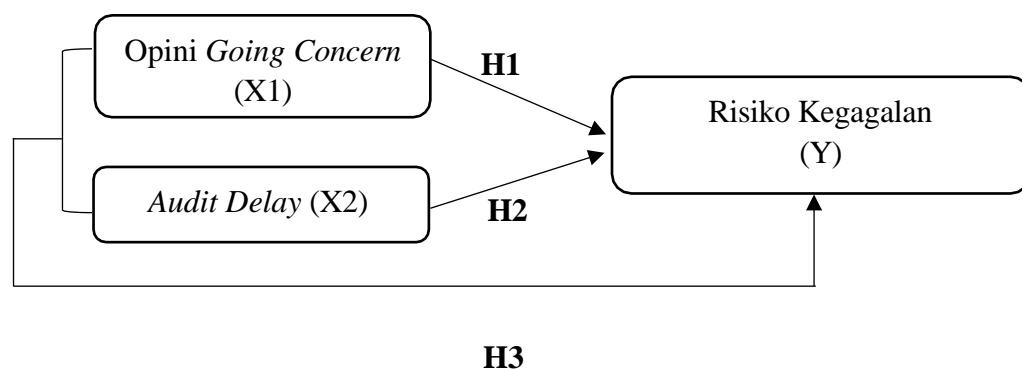 Opini Going Concern
(X1)
H1
Risiko Kegagalan
(Y)
Audit Delay (X2)
H2
H3